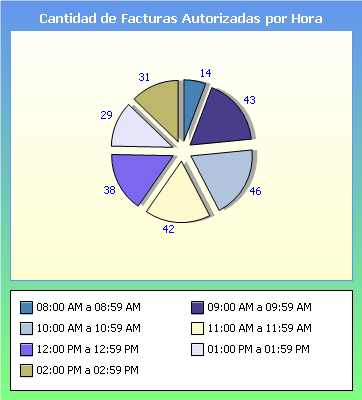 Cantidad de Facturas Autorizadas por Hora
31 14
43
29
38 46
42
08:00 AM a 08:59 AM 09:00 AM a 09:59 AM
10:00 AM a 10:59 AM 11:00 AM a 11:59 AM
12:00 PM a 12:59 PM 01:00 PM a 01:59 PM
02:00 PM a 02:59 PM